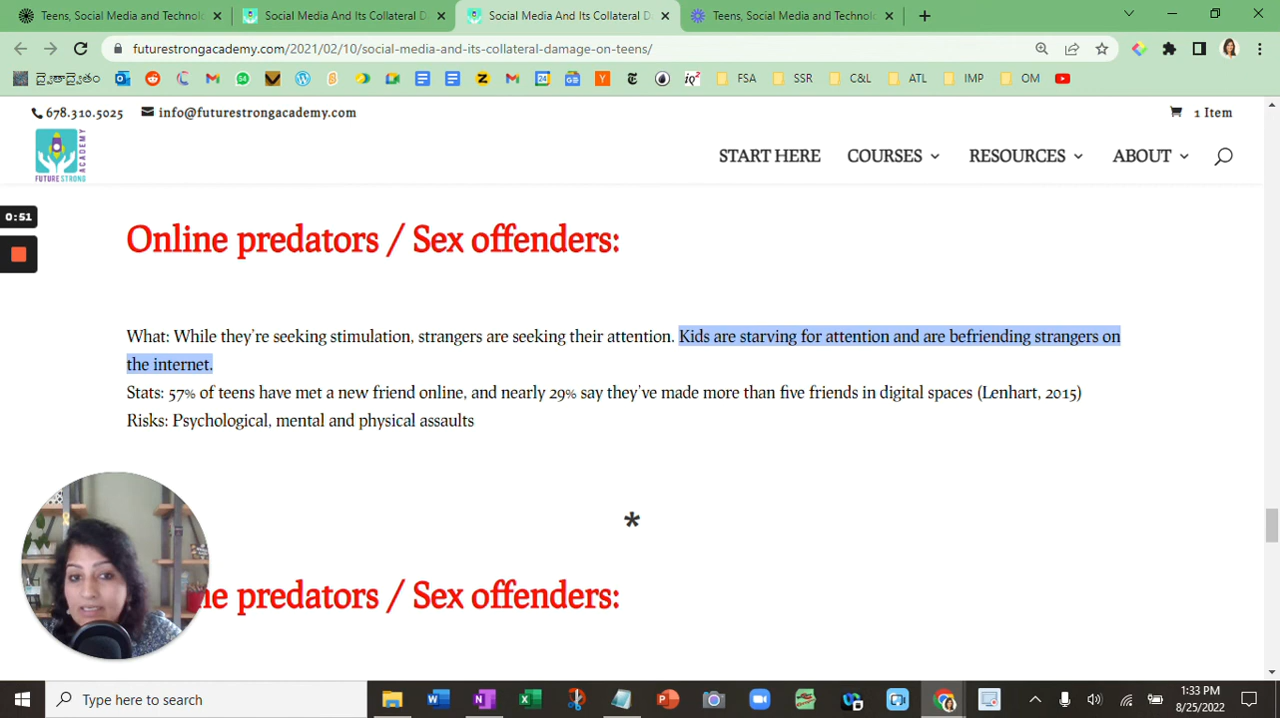 Teens, Social Media and Technol
Social Media And Its Collateral D
Social Media And Its Collateral D
Teens, Social Media and Technol
futurestrongacademy.com/2021/02/10/social-media-and-its-collateral-damage-on-teens/
FSA
SSR
C&L
ATL
IMP
OM
678.310.5025
info@futurestrongacademy.com
1 Item
FUTURE STRONG
ACADEMY
START HERE
COURSES
RESOURCES
ABOUT
0:51
Online predators / Sex offenders:
What: While they're seeking stimulation, strangers are seeking their attention. Kids are starving for attention and are befriending strangers on
the internet.
Stats: 57% of teens have met a new friend online, and nearly 29% say they've made more than five friends in digital spaces (Lenhart, 2015)
Risks: Psychological, mental and physical assaults
*
ne predators / Sex offenders:
Type here to search
1:33 PM
8/25/2022